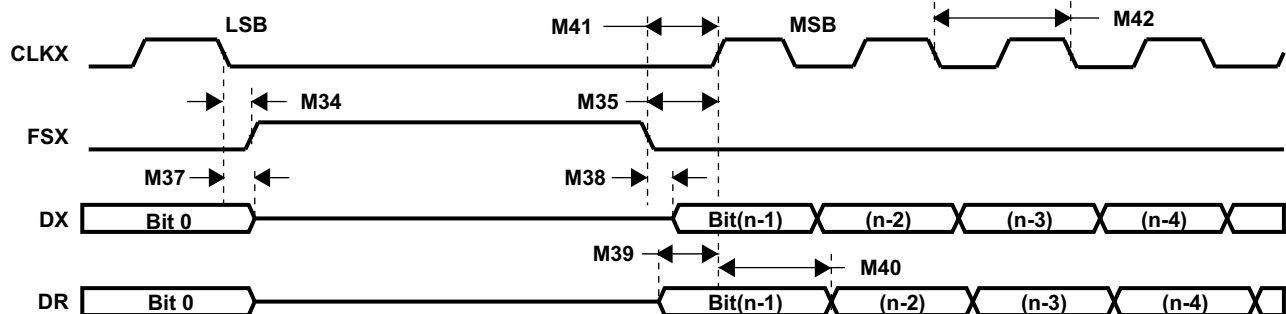 LSB M41 MSB M42
CLKX
M34 M35
FSX
M37 M38
DX Bit 0 Bit(n-1) (n-2) (n-3) (n-4)
M39 M40
DR Bit 0 Bit(n-1) (n-2) (n-3) (n-4)